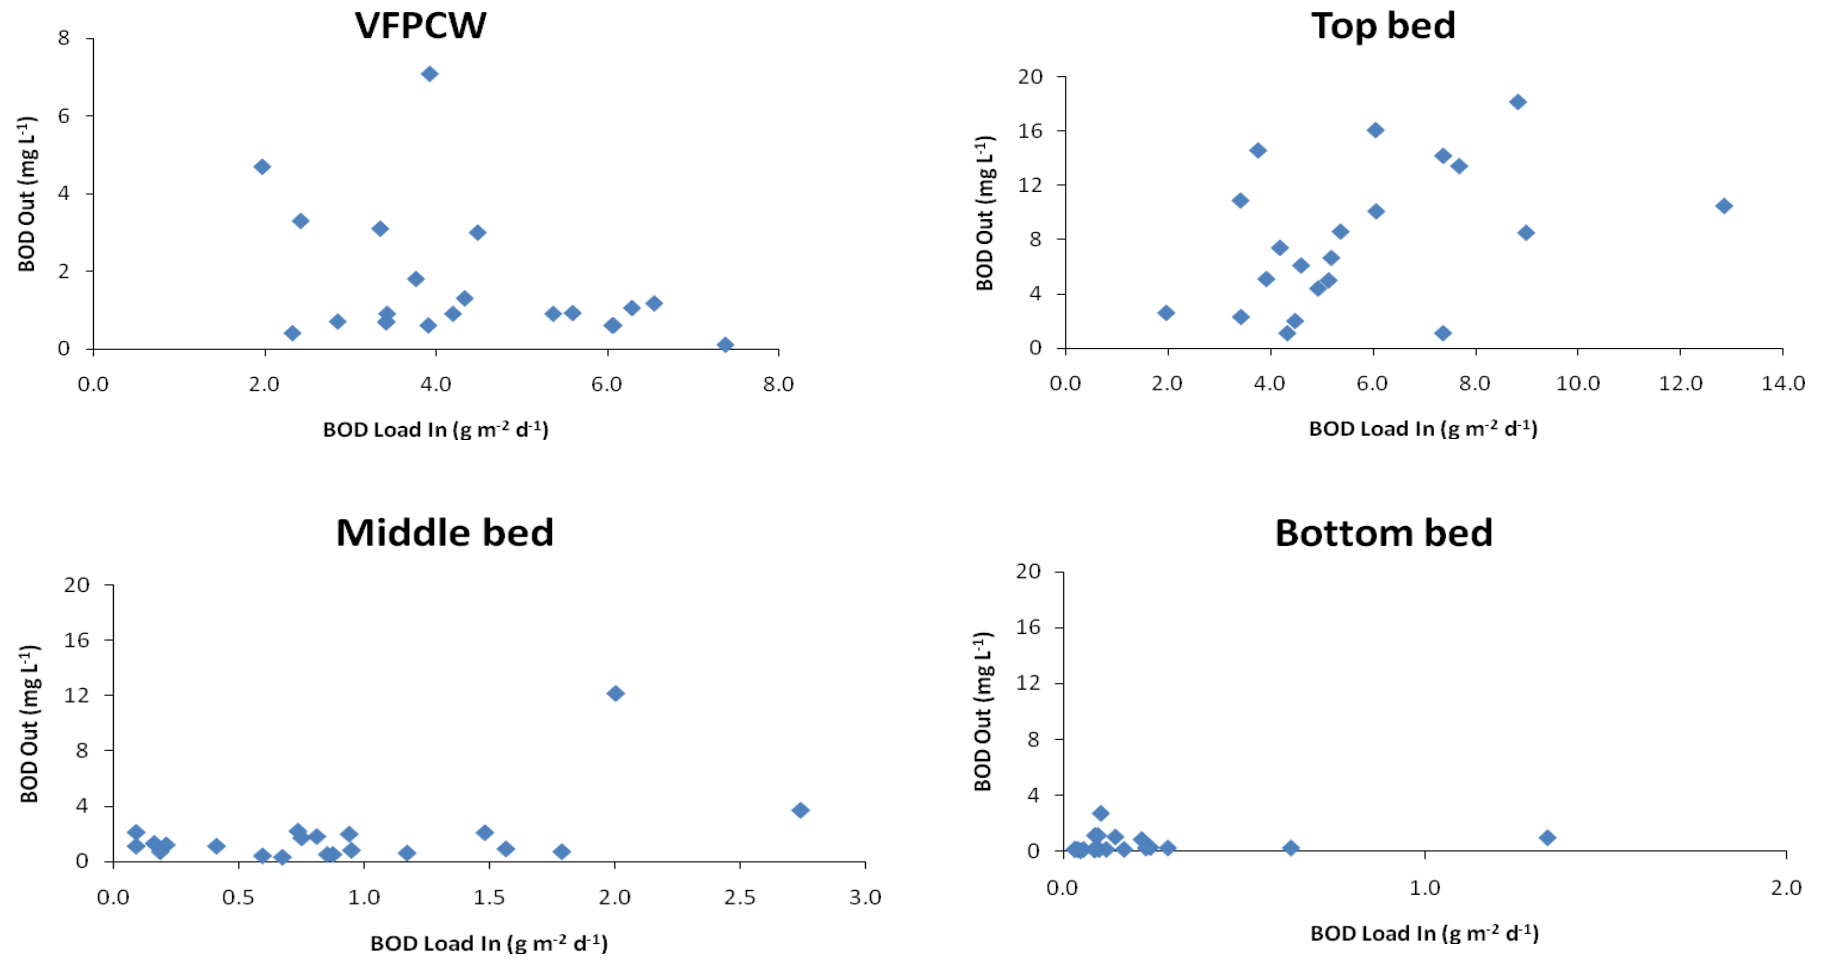 VFPCW
8
6
4
2
0
0.0 2.0 4.0 6.0 8.0
BOD Out (mg L⁻¹)
BOD Load In (g m⁻² d⁻¹)
Top bed
20
16
12
8
4
0
0.0 2.0 4.0 6.0 8.0 10.0 12.0 14.0
BOD Out (mg L⁻¹)
BOD Load In (g m⁻² d⁻¹)
Middle bed
20
16
12
8
4
0
0.0 0.5 1.0 1.5 2.0 2.5 3.0
BOD Out (mg L⁻¹)
BOD Load In (g m⁻² d⁻¹)
Bottom bed
20
16
12
8
4
0
0.0 1.0 2.0
BOD Out (mg L⁻¹)
BOD Load In (g m⁻² d⁻¹)